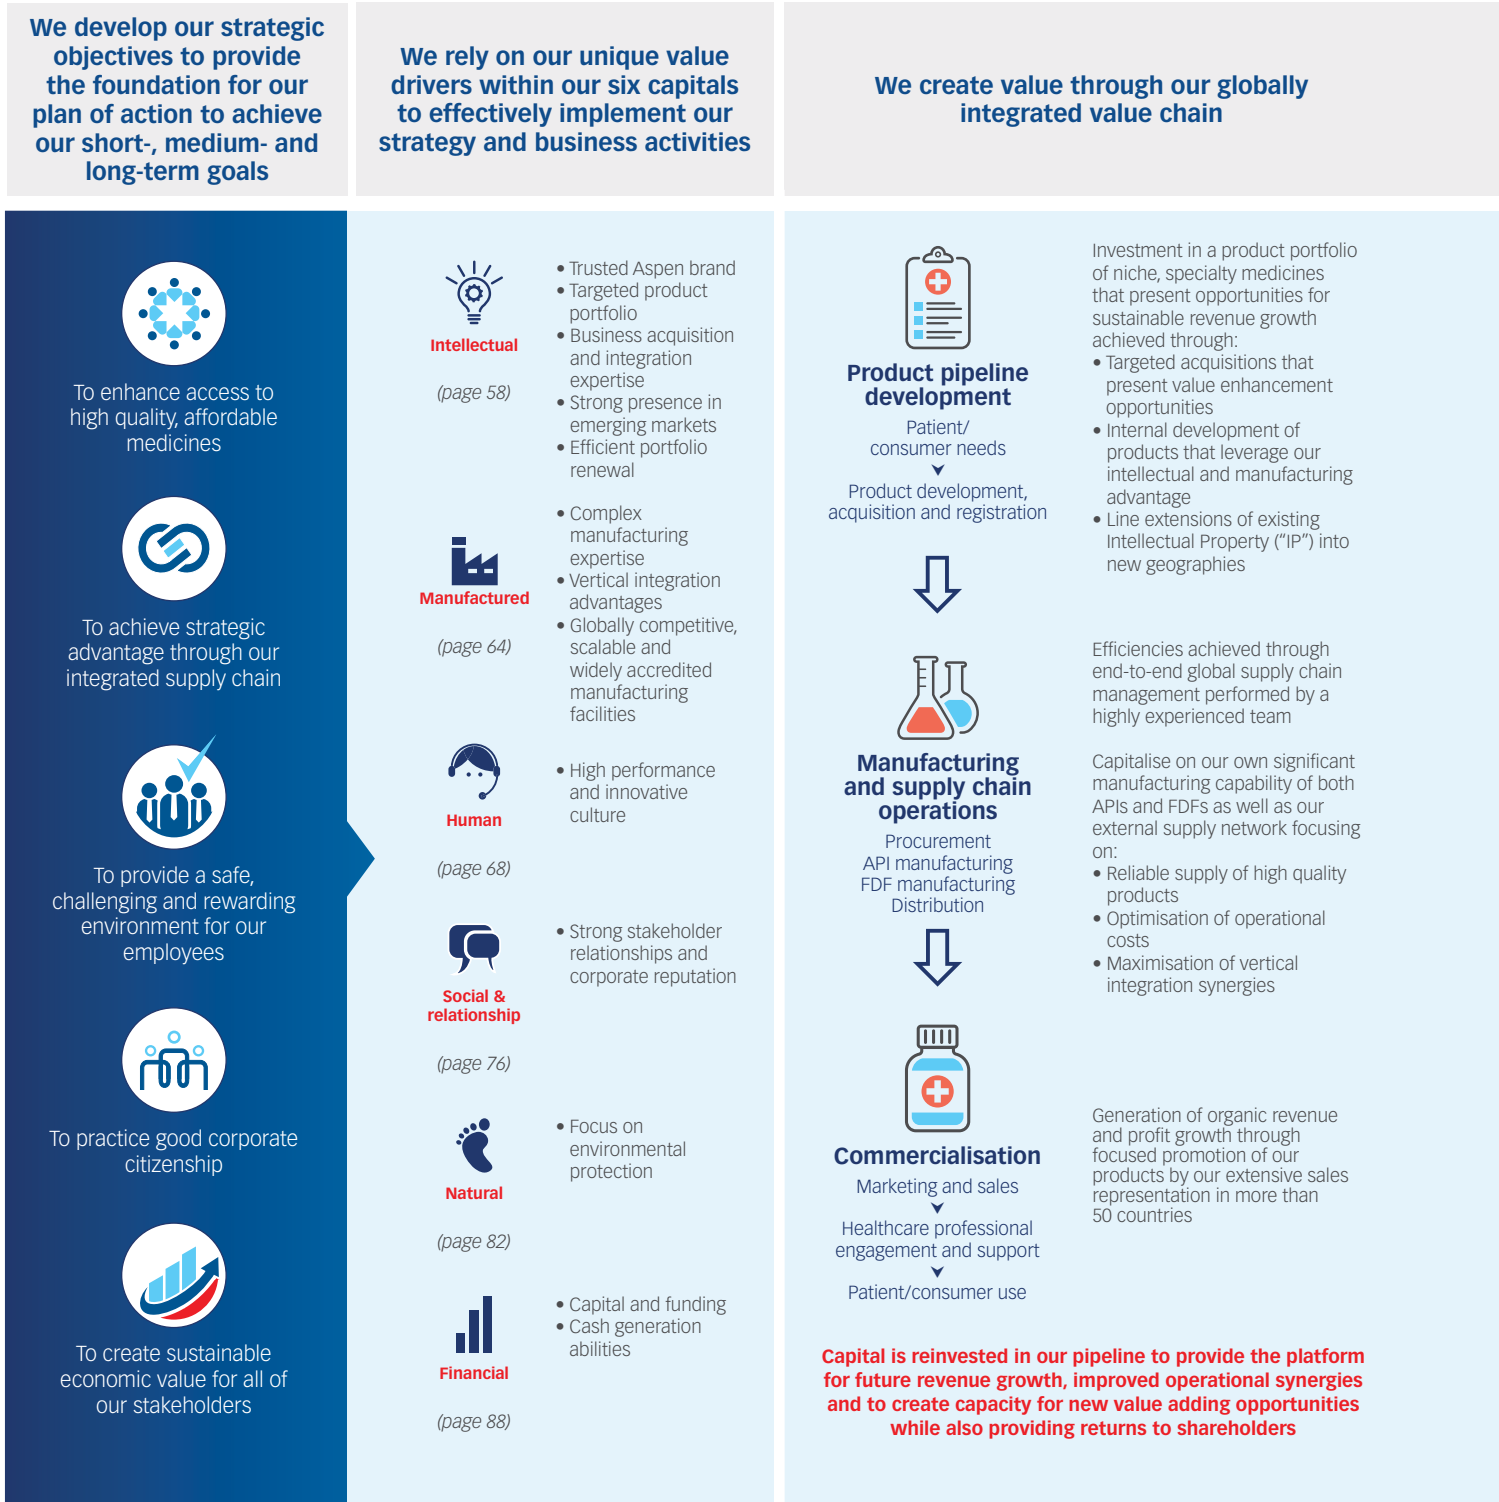 We develop our strategic
objectives to provide
the foundation for our
plan of action to achieve
our short-, medium- and
long-term goals
We rely on our unique value
drivers within our six capitals
to effectively implement our
strategy and business activities
We create value through our globally
integrated value chain
To enhance access to
high quality, affordable
medicines
To achieve strategic
advantage through our
integrated supply chain
To provide a safe,
challenging and rewarding
environment for our
employees
To practice good corporate
citizenship
To create sustainable
economic value for all of
our stakeholders
Intellectual
(page 58)
• Trusted Aspen brand
• Targeted product
portfolio
• Business acquisition
and integration
expertise
• Strong presence in
emerging markets
• Efficient portfolio
renewal
Manufactured
(page 64)
• Complex
manufacturing
expertise
• Vertical integration
advantages
• Globally competitive,
scalable and
widely accredited
manufacturing
facilities
Human
(page 68)
• High performance
and innovative
culture
Social &
relationship
(page 76)
• Strong stakeholder
relationships and
corporate reputation
Natural
(page 82)
• Focus on
environmental
protection
Financial
(page 88)
• Capital and funding
• Cash generation
abilities
Product pipeline
development
Patient/
consumer needs
Product development,
acquisition and registration
Investment in a product portfolio
of niche, specialty medicines
that present opportunities for
sustainable revenue growth
achieved through:
• Targeted acquisitions that
present value enhancement
opportunities
• Internal development of
products that leverage our
intellectual and manufacturing
advantage
• Line extensions of existing
Intellectual Property (“IP”) into
new geographies
Manufacturing
and supply chain
operations
Procurement
API manufacturing
FDF manufacturing
Distribution
Efficiencies achieved through
end-to-end global supply chain
management performed by a
highly experienced team
Capitalise on our own significant
manufacturing capability of both
APIs and FDFs as well as our
external supply network focusing
on:
• Reliable supply of high quality
products
• Optimisation of operational
costs
• Maximisation of vertical
integration synergies
Commercialisation
Marketing and sales
Healthcare professional
engagement and support
Patient/consumer use
Generation of organic revenue
and profit growth through
focused promotion of our
products by our extensive sales
representation in more than
50 countries
Capital is reinvested in our pipeline to provide the platform
for future revenue growth, improved operational synergies
and to create capacity for new value adding opportunities
while also providing returns to shareholders